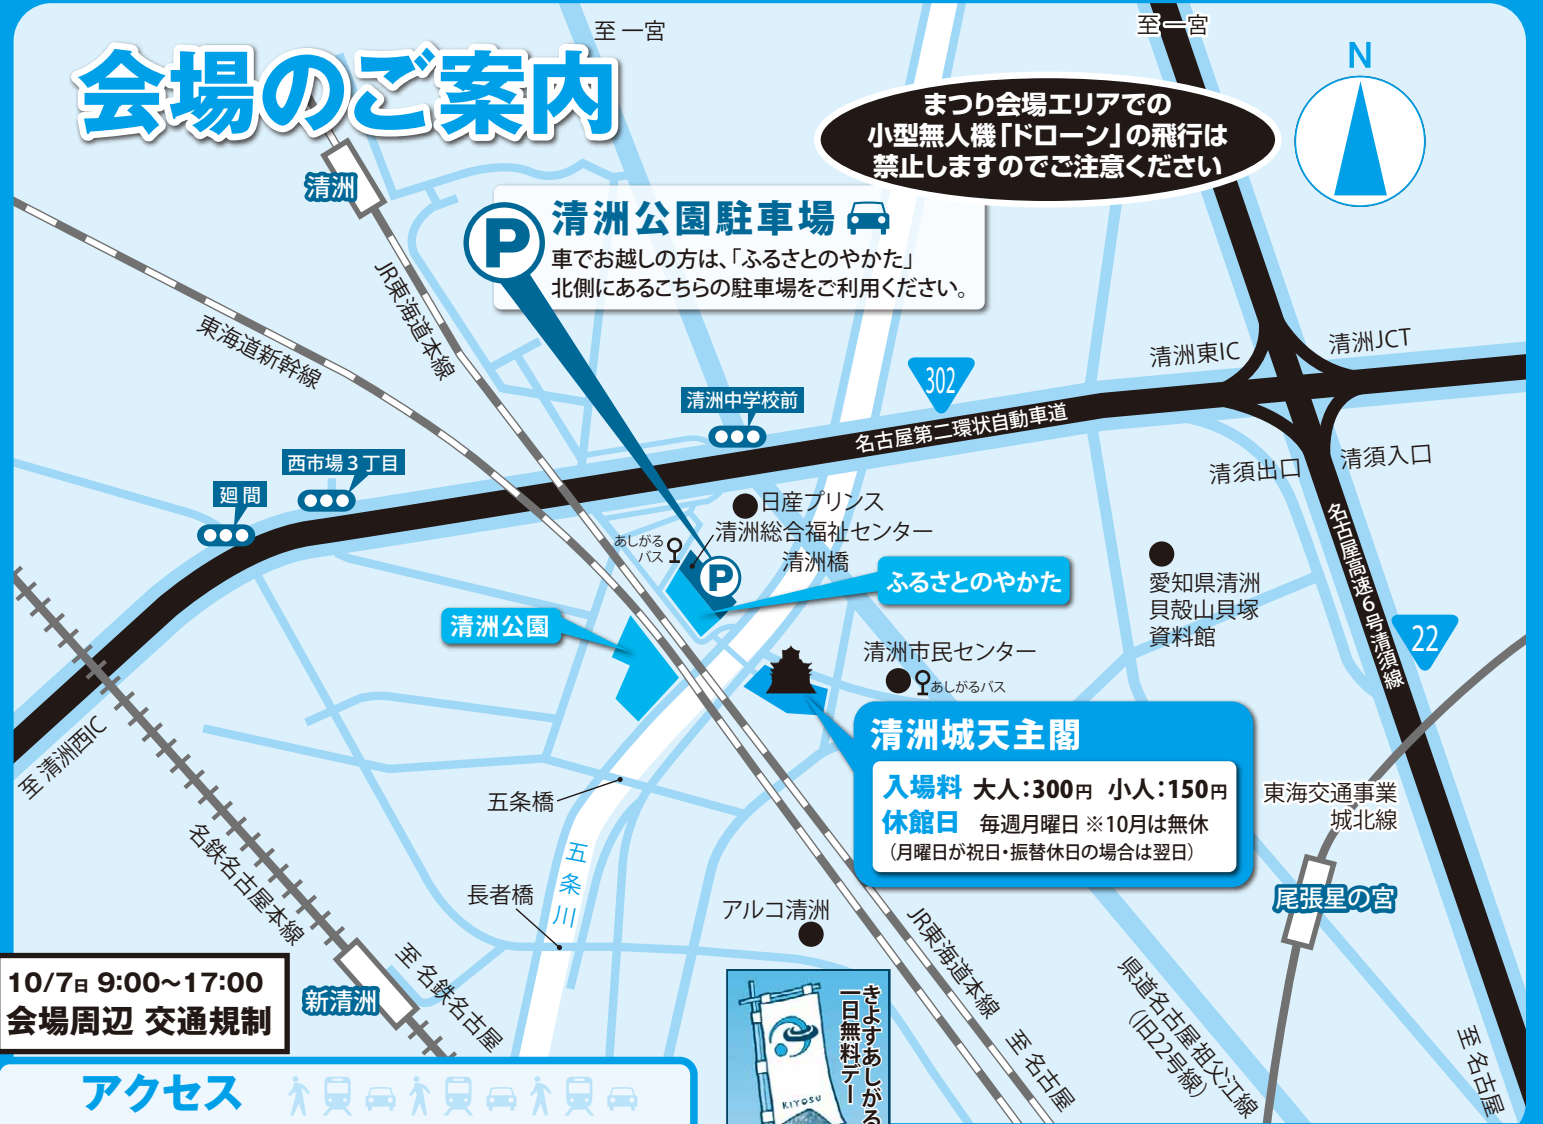 会場のご案内
至 一宮
至 一宮
N
まつり会場エリアでの
小型無人機「ドローン」の飛行は
禁止しますのでご注意ください
清洲
P
清洲公園駐車場
車でお越しの方は、「ふるさとのやかた」
北側にあるこちらの駐車場をご利用ください。
JR東海道本線
東海道新幹線
清洲東IC
清洲JCT
302
清洲中学校前
名古屋第二環状自動車道
西市場3丁目
廻間
清須出口
清須入口
日産プリンス
清洲総合福祉センター
清洲橋
あしがる
バス
P
ふるさとのやかた
愛知県清洲
貝殻山貝塚
資料館
名古屋高速6号清須線
22
清洲公園
清洲市民センター
あしがるバス
清洲城天主閣
入場料 大人:300円 小人:150円
休館日 毎週月曜日 ※10月は無休
(月曜日が祝日・振替休日の場合は翌日)
至 清洲西IC
五条橋
東海交通事業
城北線
名鉄名古屋本線
五条川
長者橋
アルコ清洲
尾張星の宮
JR東海道本線
至 名古屋
県道名古屋祖父江線
(旧22号線)
至 名古屋
10/7日 9:00〜17:00
会場周辺 交通規制
新清洲
至 名鉄名古屋
アクセス
きよすあしがる
一日無料デー
KIYOSU